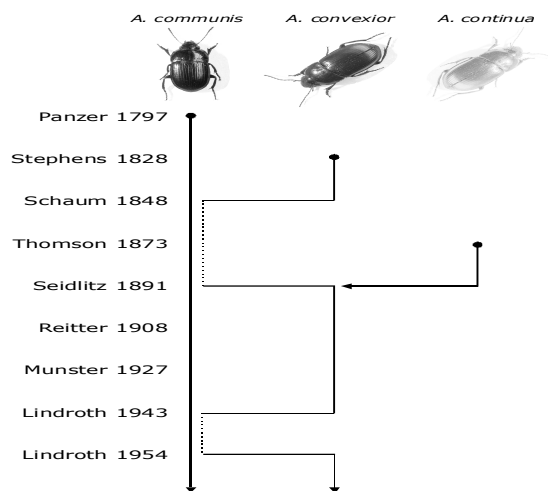 A. communis A. convexior A. continua
Panzer 1797
Stephens 1828
Schaum 1848
Thomson 1873
Seidlitz 1891
Reitter 1908
Munster 1927
Lindroth 1943
Lindroth 1954